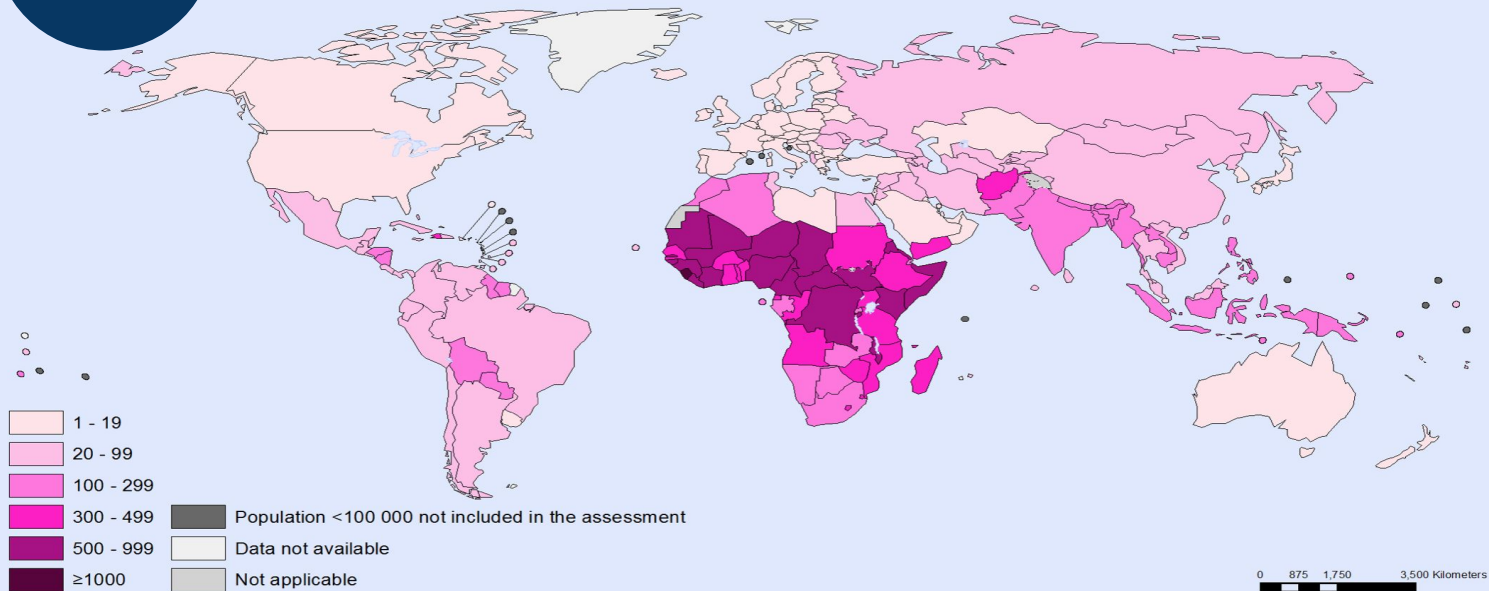 1 - 19
20 - 99
100 - 299
300 - 499
500 - 999
≥1000
Population <100 000 not included in the assessment
Data not available
Not applicable
0 875 1,750 3,500 Kilometers